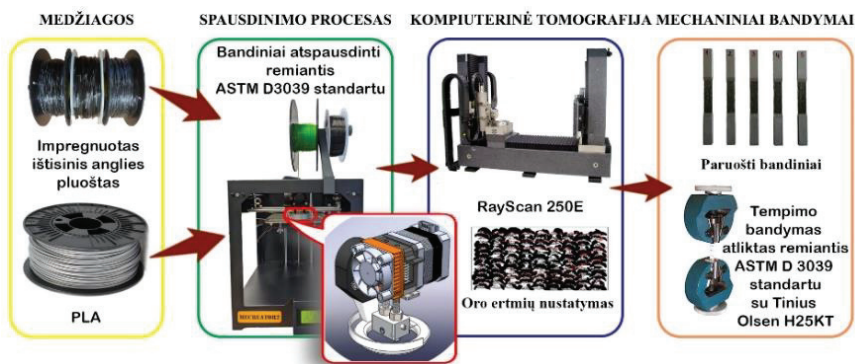 MEDŽIAGOS
SPAUSDINIMO PROCESAS
KOMPIUTERINĖ TOMOGRAFIJA
MECHANINIAI BANDYMAI
Impregnuotas
ištisinis anglies
pluoštas
PLA
Bandiniai atspausdinti
remiantis
ASTM D3039 standartu
RayScan 250E
Oro ertmių nustatymas
Paruošti bandiniai
Tempimo
bandymas
atliktas remiantis
ASTM D 3039
standartu
su Tinius
Olsen H25KT